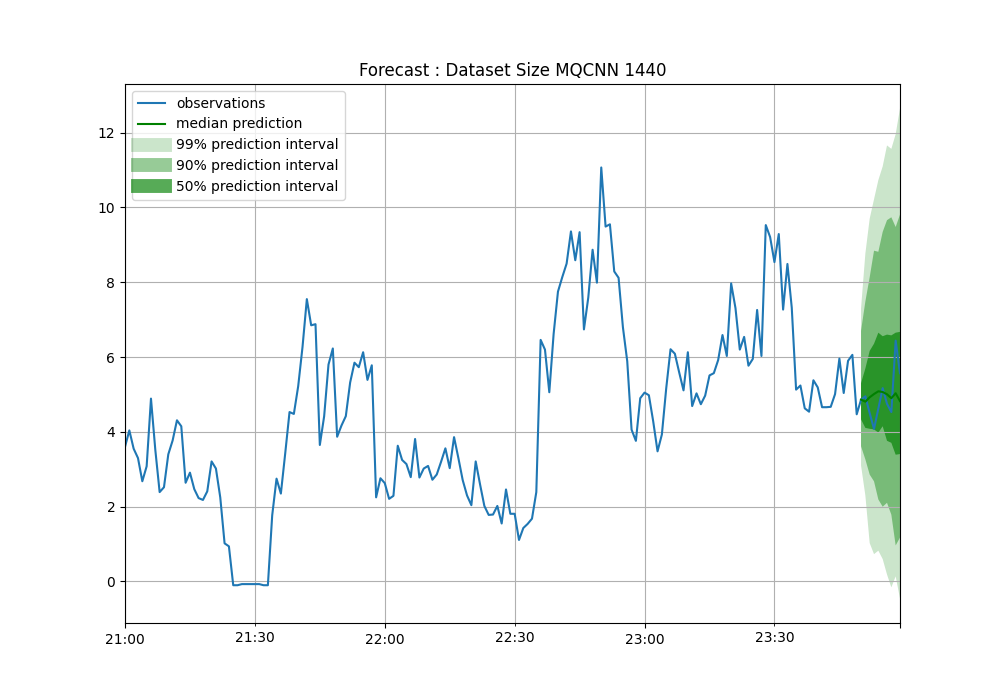 Forecast : Dataset Size MQCNN 1440
observations
median prediction
99% prediction interval
90% prediction interval
50% prediction interval
12
10
8
6
4
2
0
21:00 21:30 22:00 22:30 23:00 23:30